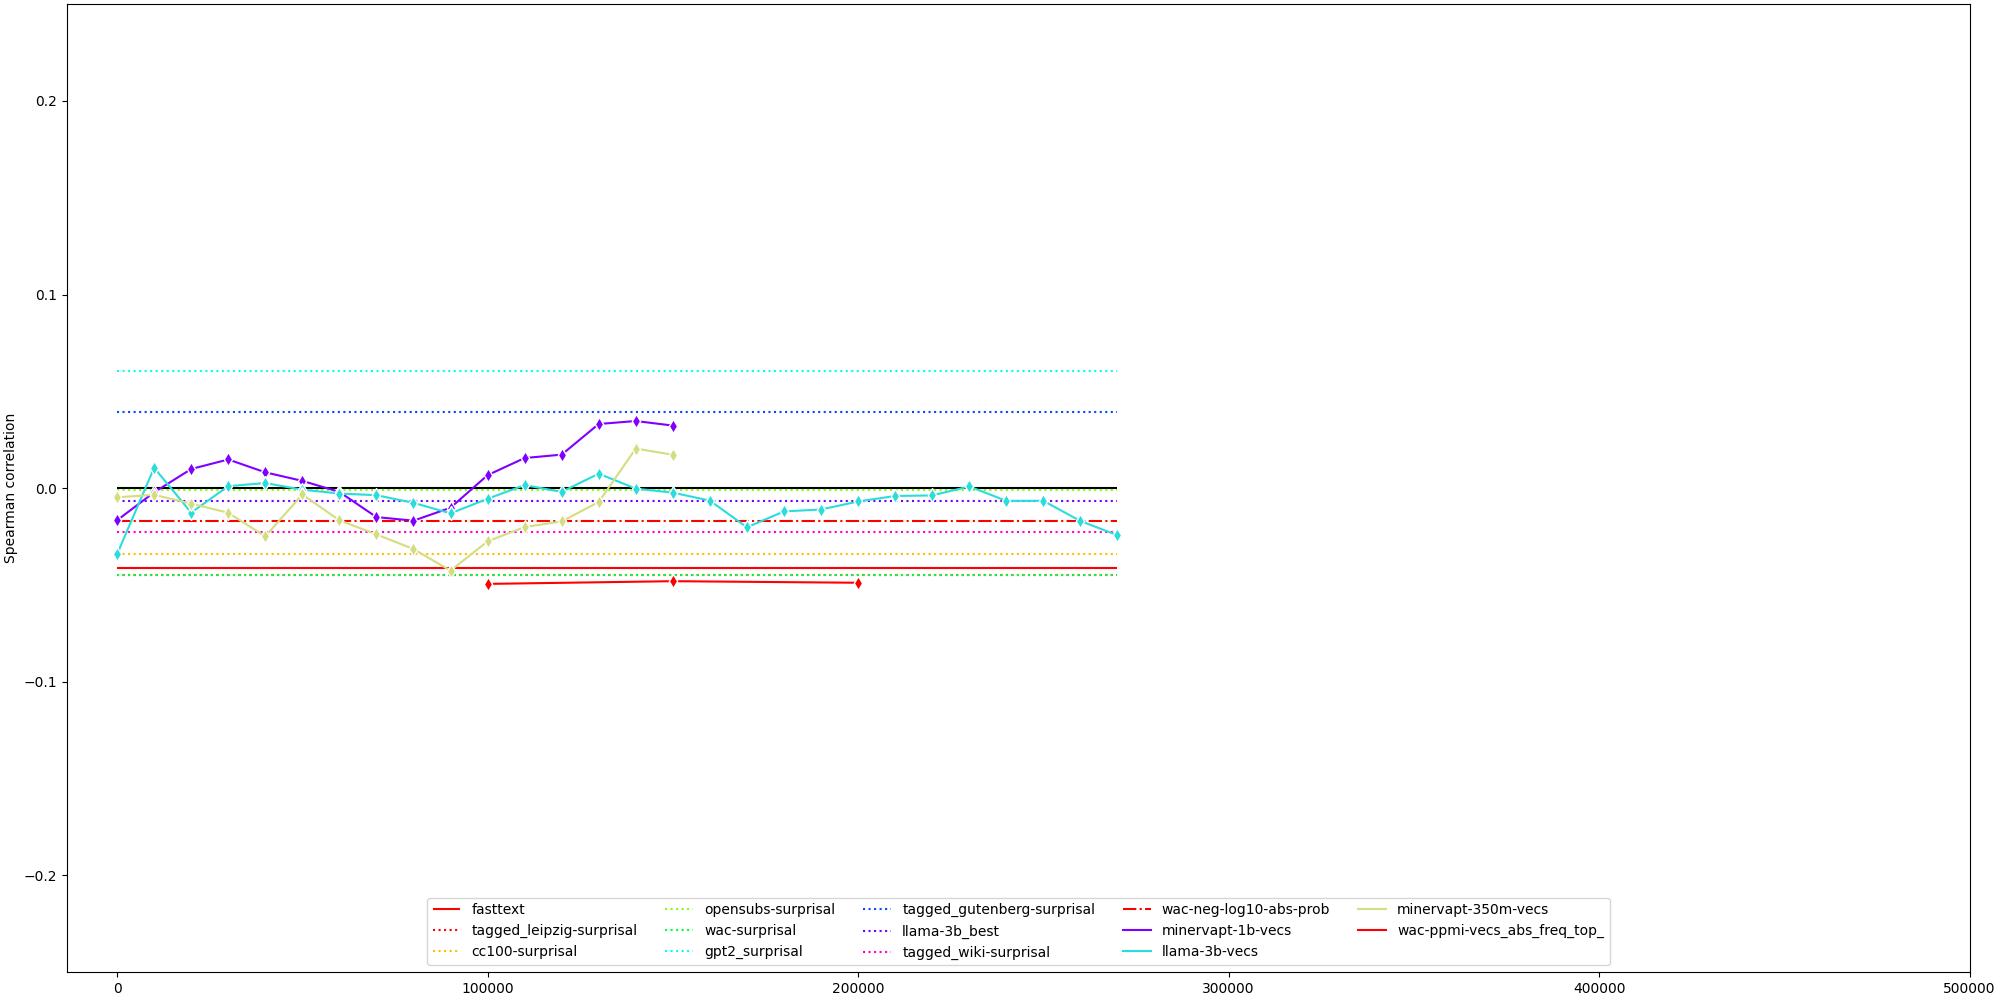 0.2
0.1
0.0
−0.1
−0.2
Spearman correlation
fasttext
tagged_leipzig-surprisal
cc100-surprisal
opensubs-surprisal
wac-surprisal
gpt2_surprisal
tagged_gutenberg-surprisal
llama-3b_best
tagged_wiki-surprisal
wac-neg-log10-abs-prob
minervapt-1b-vecs
llama-3b-vecs
minervapt-350m-vecs
wac-ppmi-vecs_abs_freq_top_
0 100000 200000 300000 400000 500000